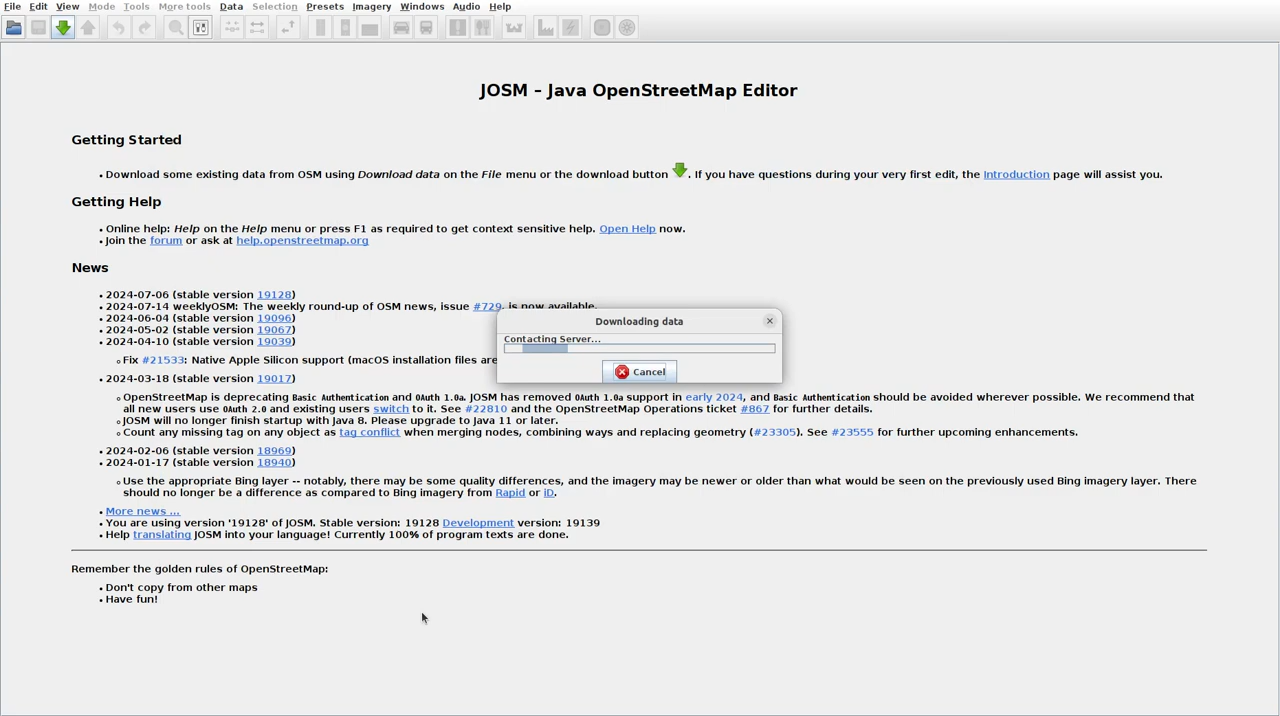 File Edit View Mode Tools More tools Data Selection Presets Imagery Windows Audio Help
JOSM – Java OpenStreetMap Editor
Getting Started
• Download some existing data from OSM using Download data on the File menu or the download button . If you have questions during your very first edit, the Introduction page will assist you.
Getting Help
• Online help: Help on the Help menu or press F1 as required to get context sensitive help. Open Help now.
• Join the forum or ask at help.openstreetmap.org
News
• 2024-07-06 (stable version 19128)
• 2024-07-14 weeklyOSM: The weekly round-up of OSM news, issue #729, is now available.
• 2024-06-04 (stable version 19096)
• 2024-05-02 (stable version 19067)
• 2024-04-10 (stable version 19039)
Fix #21533: Native Apple Silicon support (macOS installation files are
• 2024-03-18 (stable version 19017)
OpenStreetMap is deprecating Basic Authentication and OAuth 1.0a. JOSM has removed OAuth 1.0a support in early 2024, and Basic Authentication should be avoided wherever possible. We recommend that
all new users use OAuth 2.0 and existing users switch to it. See #22810 and the OpenStreetMap Operations ticket #867 for further details.
JOSM will no longer finish startup with Java 8. Please upgrade to Java 11 or later.
Count any missing tag on any object as tag conflict when merging nodes, combining ways and replacing geometry (#23305). See #23555 for further upcoming enhancements.
• 2024-02-06 (stable version 18969)
• 2024-01-17 (stable version 18940)
Use the appropriate Bing layer -- notably, there may be some quality differences, and the imagery may be newer or older than what would be seen on the previously used Bing imagery layer. There
should no longer be a difference as compared to Bing imagery from Rapid or iD.
• More news ...
• You are using version '19128' of JOSM. Stable version: 19128 Development version: 19139
• Help translating JOSM into your language! Currently 100% of program texts are done.
Remember the golden rules of OpenStreetMap:
• Don't copy from other maps
• Have fun!
Downloading data
Contacting Server...
Cancel